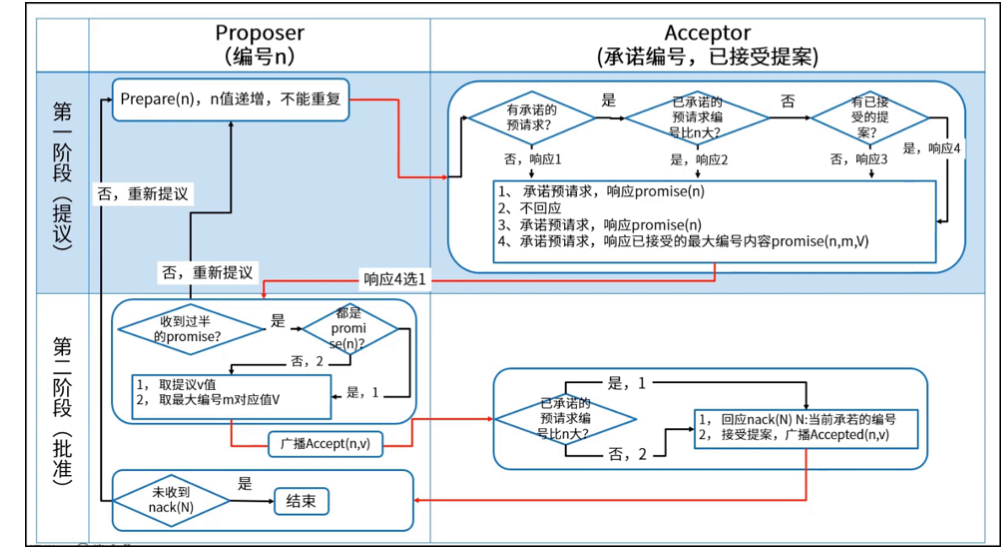 Proposer
(编号n)
Acceptor
(承诺编号，已接受提案)
第一阶段（提议）
Prepare(n)，n值递增，不能重复
有承诺的
预请求?
是
已承诺的
预请求编
号比n大?
否
有已接
受的提
案?
否，响应1
是，响应2
否，响应3
是，响应4
1、 承诺预请求，响应promise(n)
2、不回应
3、承诺预请求，响应promise(n)
4、承诺预请求，响应已接受的最大编号内容promise(n,m,V)
否，重新提议
否，重新提议
响应4选1
第二阶段（批准）
收到过半
的promise?
是
都是
promi
se(n)?
否，2
是，1
1， 取提议v值
2， 取最大编号m对应值V
广播Accept(n,v)
已承诺的
预请求编
号比n大?
是，1
否，2
1， 回应nack(N) N:当前承若的编号
2，接受提案，广播Accepted(n,v)
未收到
nack(N)
是
结束